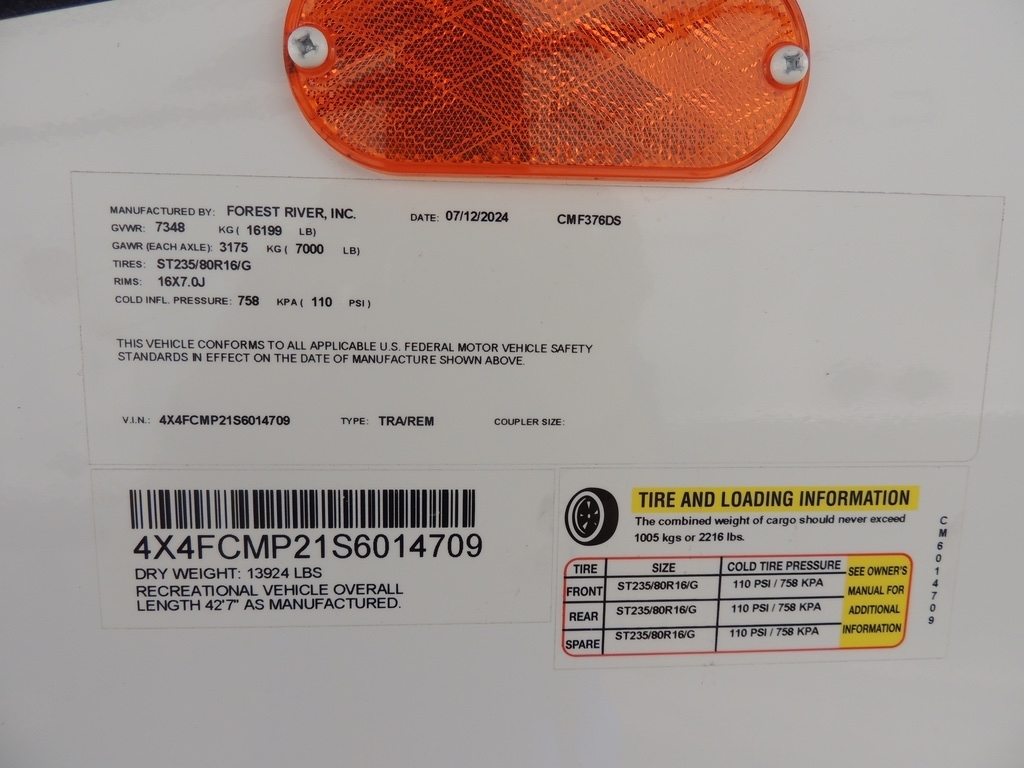 MANUFACTURED BY: FOREST RIVER, INC. DATE: 07/12/2024 CMF376DS
GVWR: 7348 KG ( 16199 LB)
GAWR (EACH AXLE): 3175 KG ( 7000 LB)
TIRES: ST235/80R16/G
RIMS: 16X7.0J
COLD INFL. PRESSURE: 758 KPA ( 110 PSI )
THIS VEHICLE CONFORMS TO ALL APPLICABLE U.S. FEDERAL MOTOR VEHICLE SAFETY
STANDARDS IN EFFECT ON THE DATE OF MANUFACTURE SHOWN ABOVE.
V.I.N.: 4X4FCMP21S6014709 TYPE: TRA/REM COUPLER SIZE:
4X4FCMP21S6014709
DRY WEIGHT: 13924 LBS
RECREATIONAL VEHICLE OVERALL
LENGTH 42'7" AS MANUFACTURED.
TIRE AND LOADING INFORMATION
The combined weight of cargo should never exceed
1005 kgs or 2216 lbs.
TIRE SIZE COLD TIRE PRESSURE
FRONT ST235/80R16/G 110 PSI / 758 KPA
REAR ST235/80R16/G 110 PSI / 758 KPA
SPARE ST235/80R16/G 110 PSI / 758 KPA
SEE OWNER'S
MANUAL FOR
ADDITIONAL
INFORMATION
CM6014709